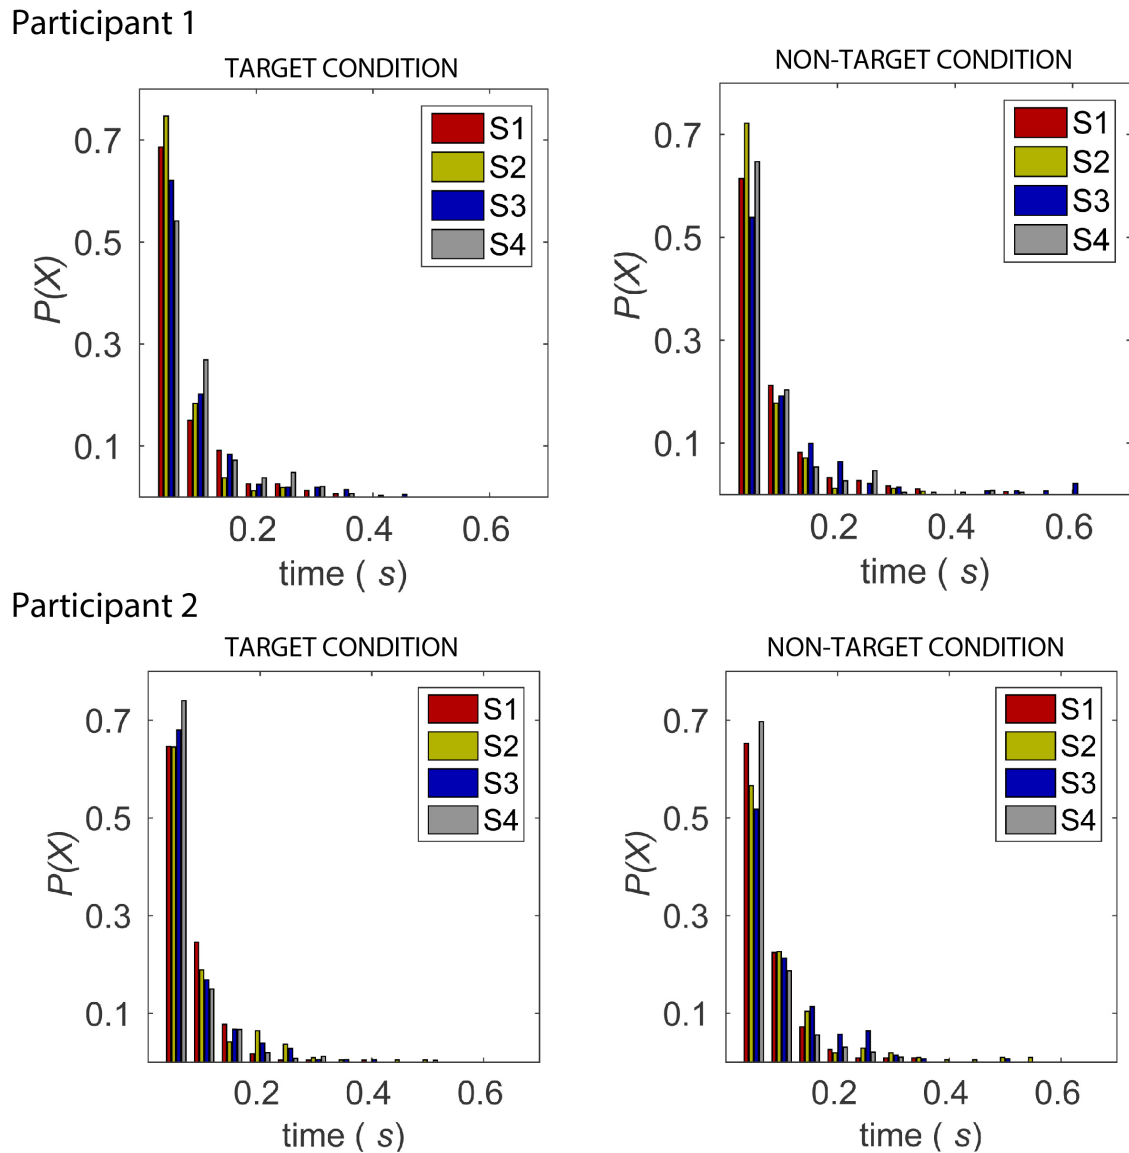 Participant 1
TARGET CONDITION
NON-TARGET CONDITION
S1
S2
S3
S4
0.7
0.5
0.3
0.1
P(X)
0.2
0.4
0.6
time ( s)
S1
S2
S3
S4
0.7
0.5
0.3
0.1
P(X)
0.2
0.4
0.6
time ( s)
Participant 2
TARGET CONDITION
NON-TARGET CONDITION
S1
S2
S3
S4
0.7
0.5
0.3
0.1
P(X)
0.2
0.4
0.6
time ( s)
S1
S2
S3
S4
0.7
0.5
0.3
0.1
P(X)
0.2
0.4
0.6
time ( s)